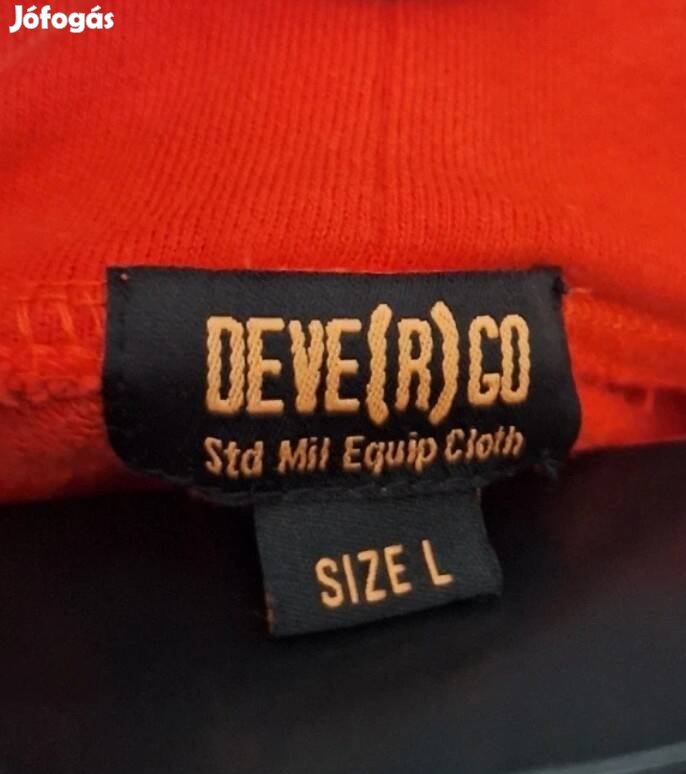 Jófogás
DEVE(R)GO
Std Mil Equip Cloth
SIZE L